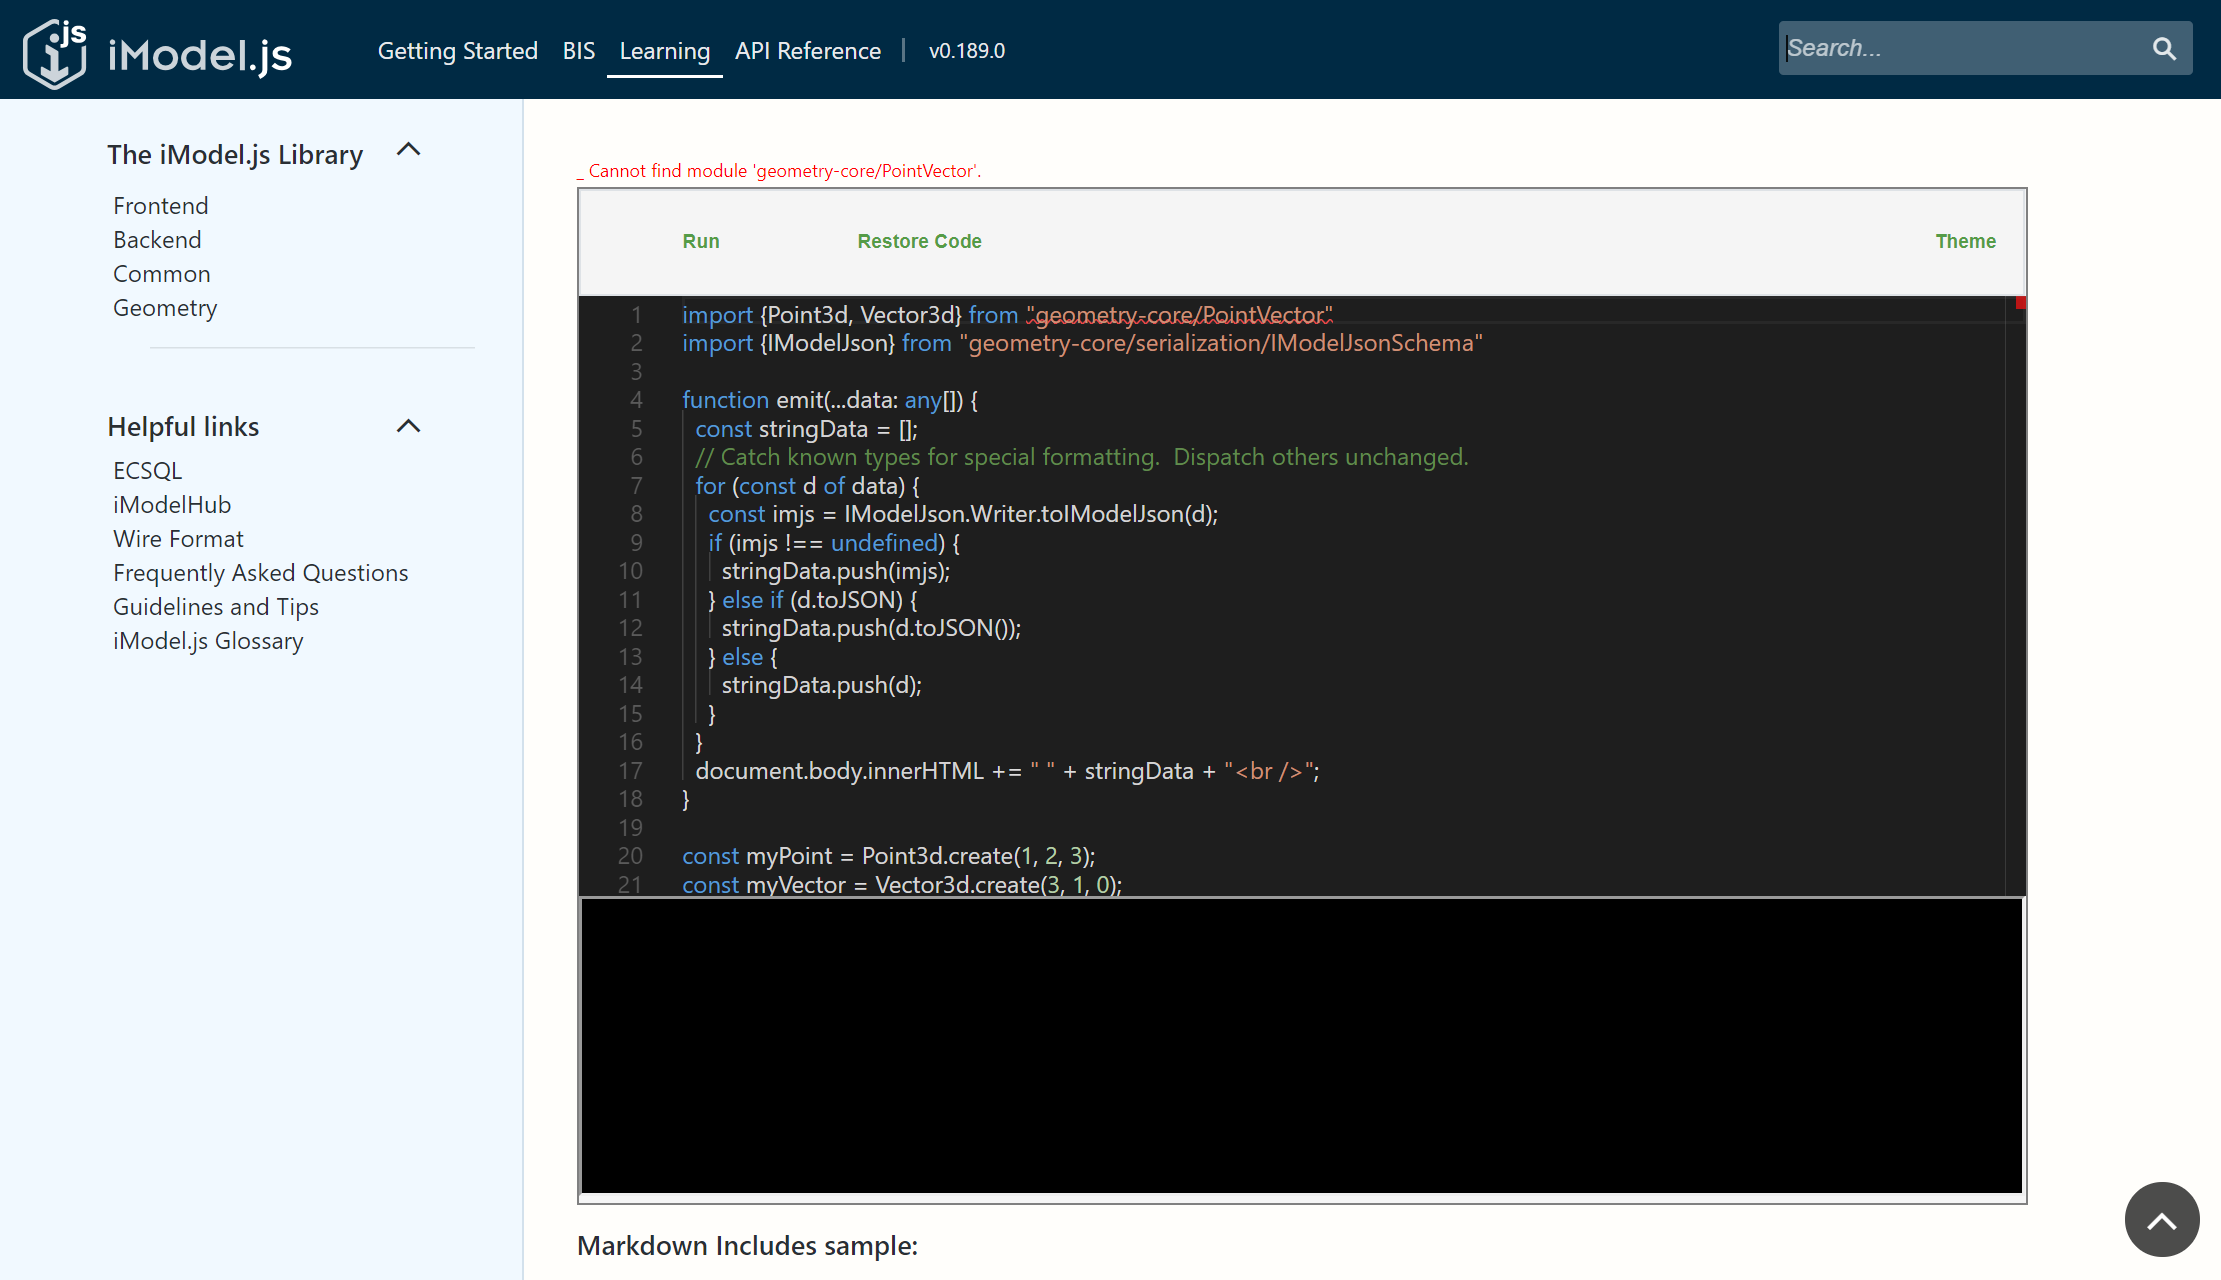 iModel.js
Getting Started BIS Learning API Reference | v0.189.0
Search...
The iModel.js Library
Frontend
Backend
Common
Geometry
Helpful links
ECSQL
iModelHub
Wire Format
Frequently Asked Questions
Guidelines and Tips
iModel.js Glossary
_ Cannot find module 'geometry-core/PointVector'.
Run Restore Code Theme
1 import {Point3d, Vector3d} from "geometry-core/PointVector"
2 import {IModelJson} from "geometry-core/serialization/IModelJsonSchema"
3
4 function emit(...data: any[]) {
5 const stringData = [];
6 // Catch known types for special formatting.  Dispatch others unchanged.
7 for (const d of data) {
8 const imjs = IModelJson.Writer.toIModelJson(d);
9 if (imjs !== undefined) {
10 stringData.push(imjs);
11 } else if (d.toJSON) {
12 stringData.push(d.toJSON());
13 } else {
14 stringData.push(d);
15 }
16 }
17 document.body.innerHTML += " " + stringData + "<br />";
18 }
19
20 const myPoint = Point3d.create(1, 2, 3);
21 const myVector = Vector3d.create(3, 1, 0);
Markdown Includes sample: